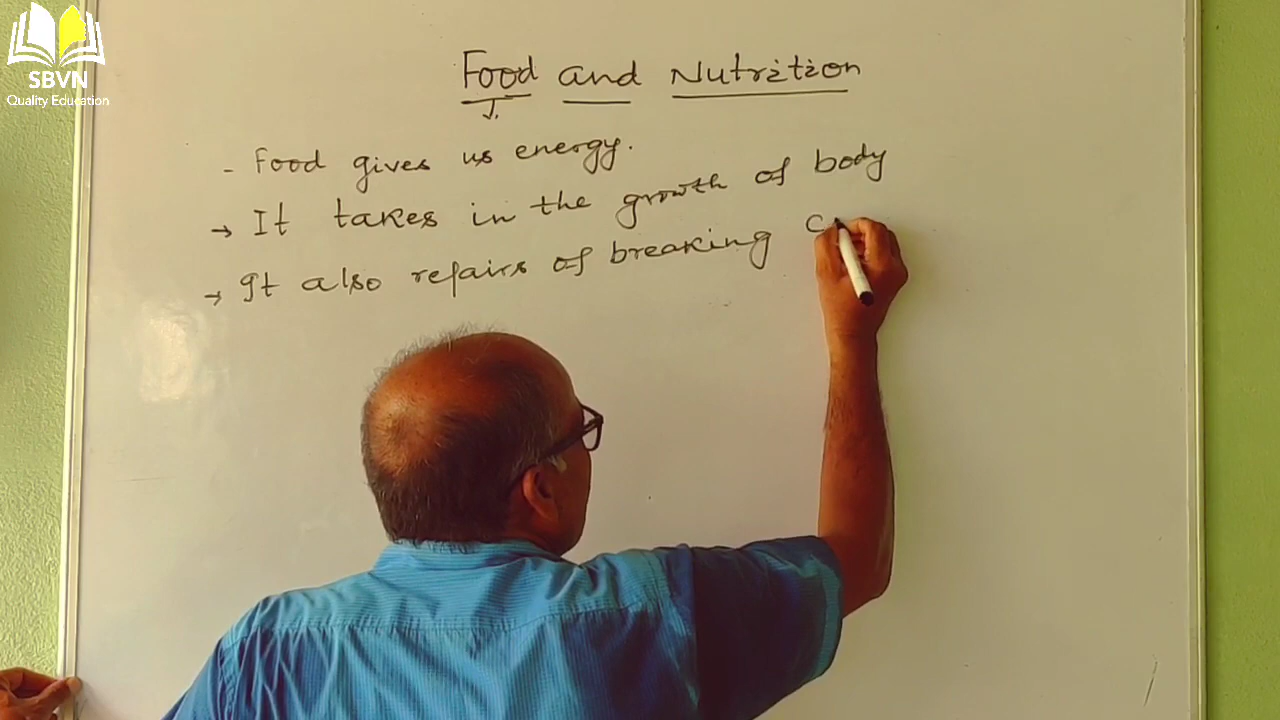 SBVN
Quality Education
Food and Nutrition
- Food gives us energy.
→ It takes in the growth of body
→ It also repairs of breaking c